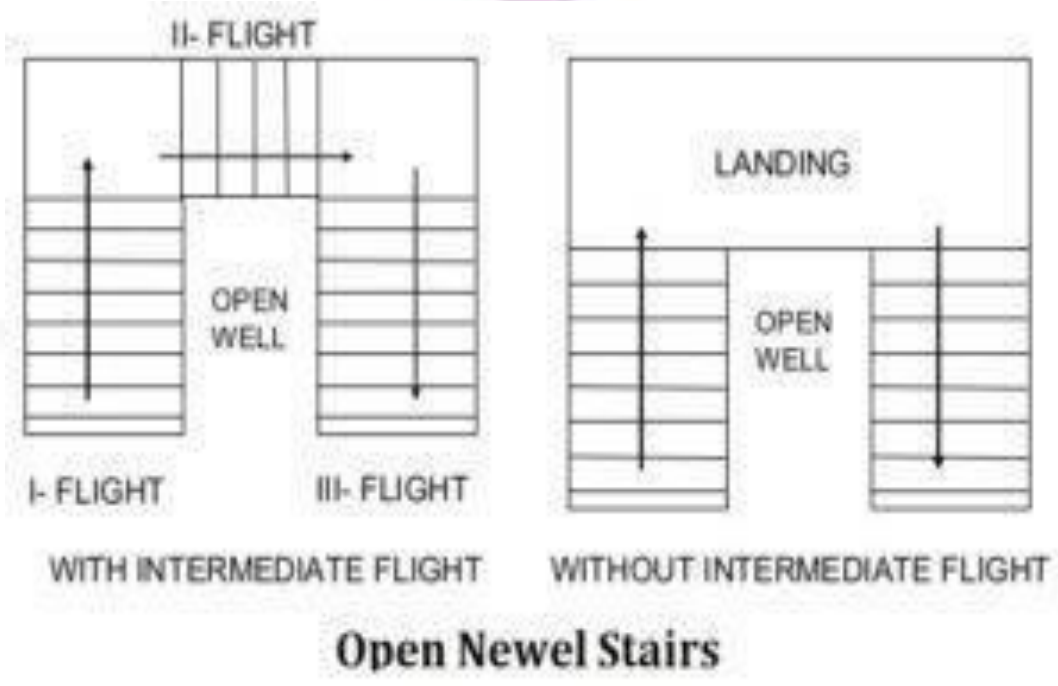 II- FLIGHT
OPEN
WELL
I- FLIGHT
III- FLIGHT
WITH INTERMEDIATE FLIGHT
LANDING
OPEN
WELL
WITHOUT INTERMEDIATE FLIGHT
Open Newel Stairs